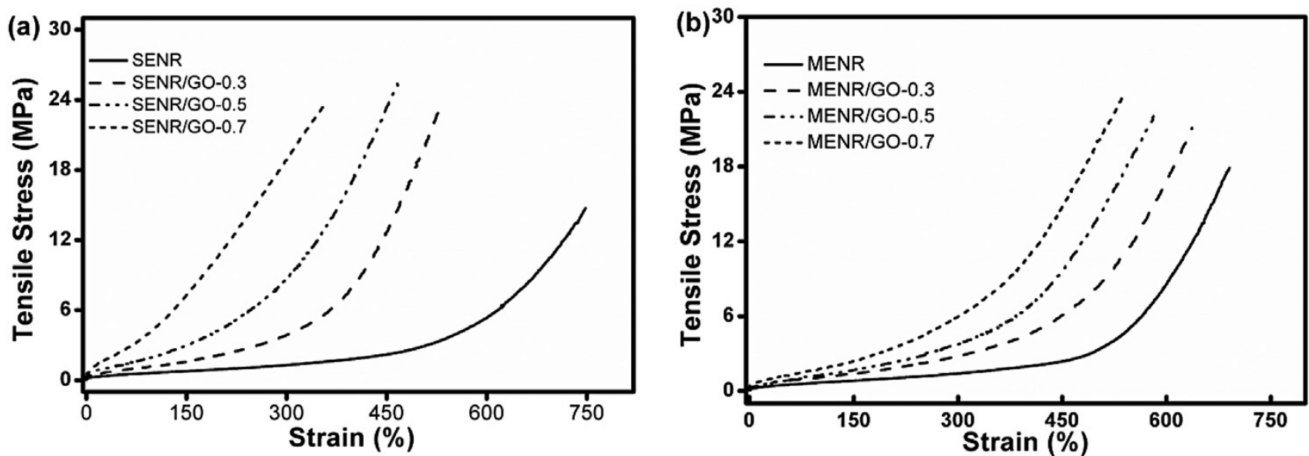 (a)
30
24
18
12
6
0
Tensile Stress (MPa)
SENR
SENR/GO-0.3
SENR/GO-0.5
SENR/GO-0.7
0 150 300 450 600 750
Strain (%)
(b)
30
24
18
12
6
0
Tensile Stress (MPa)
MENR
MENR/GO-0.3
MENR/GO-0.5
MENR/GO-0.7
0 150 300 450 600 750
Strain (%)